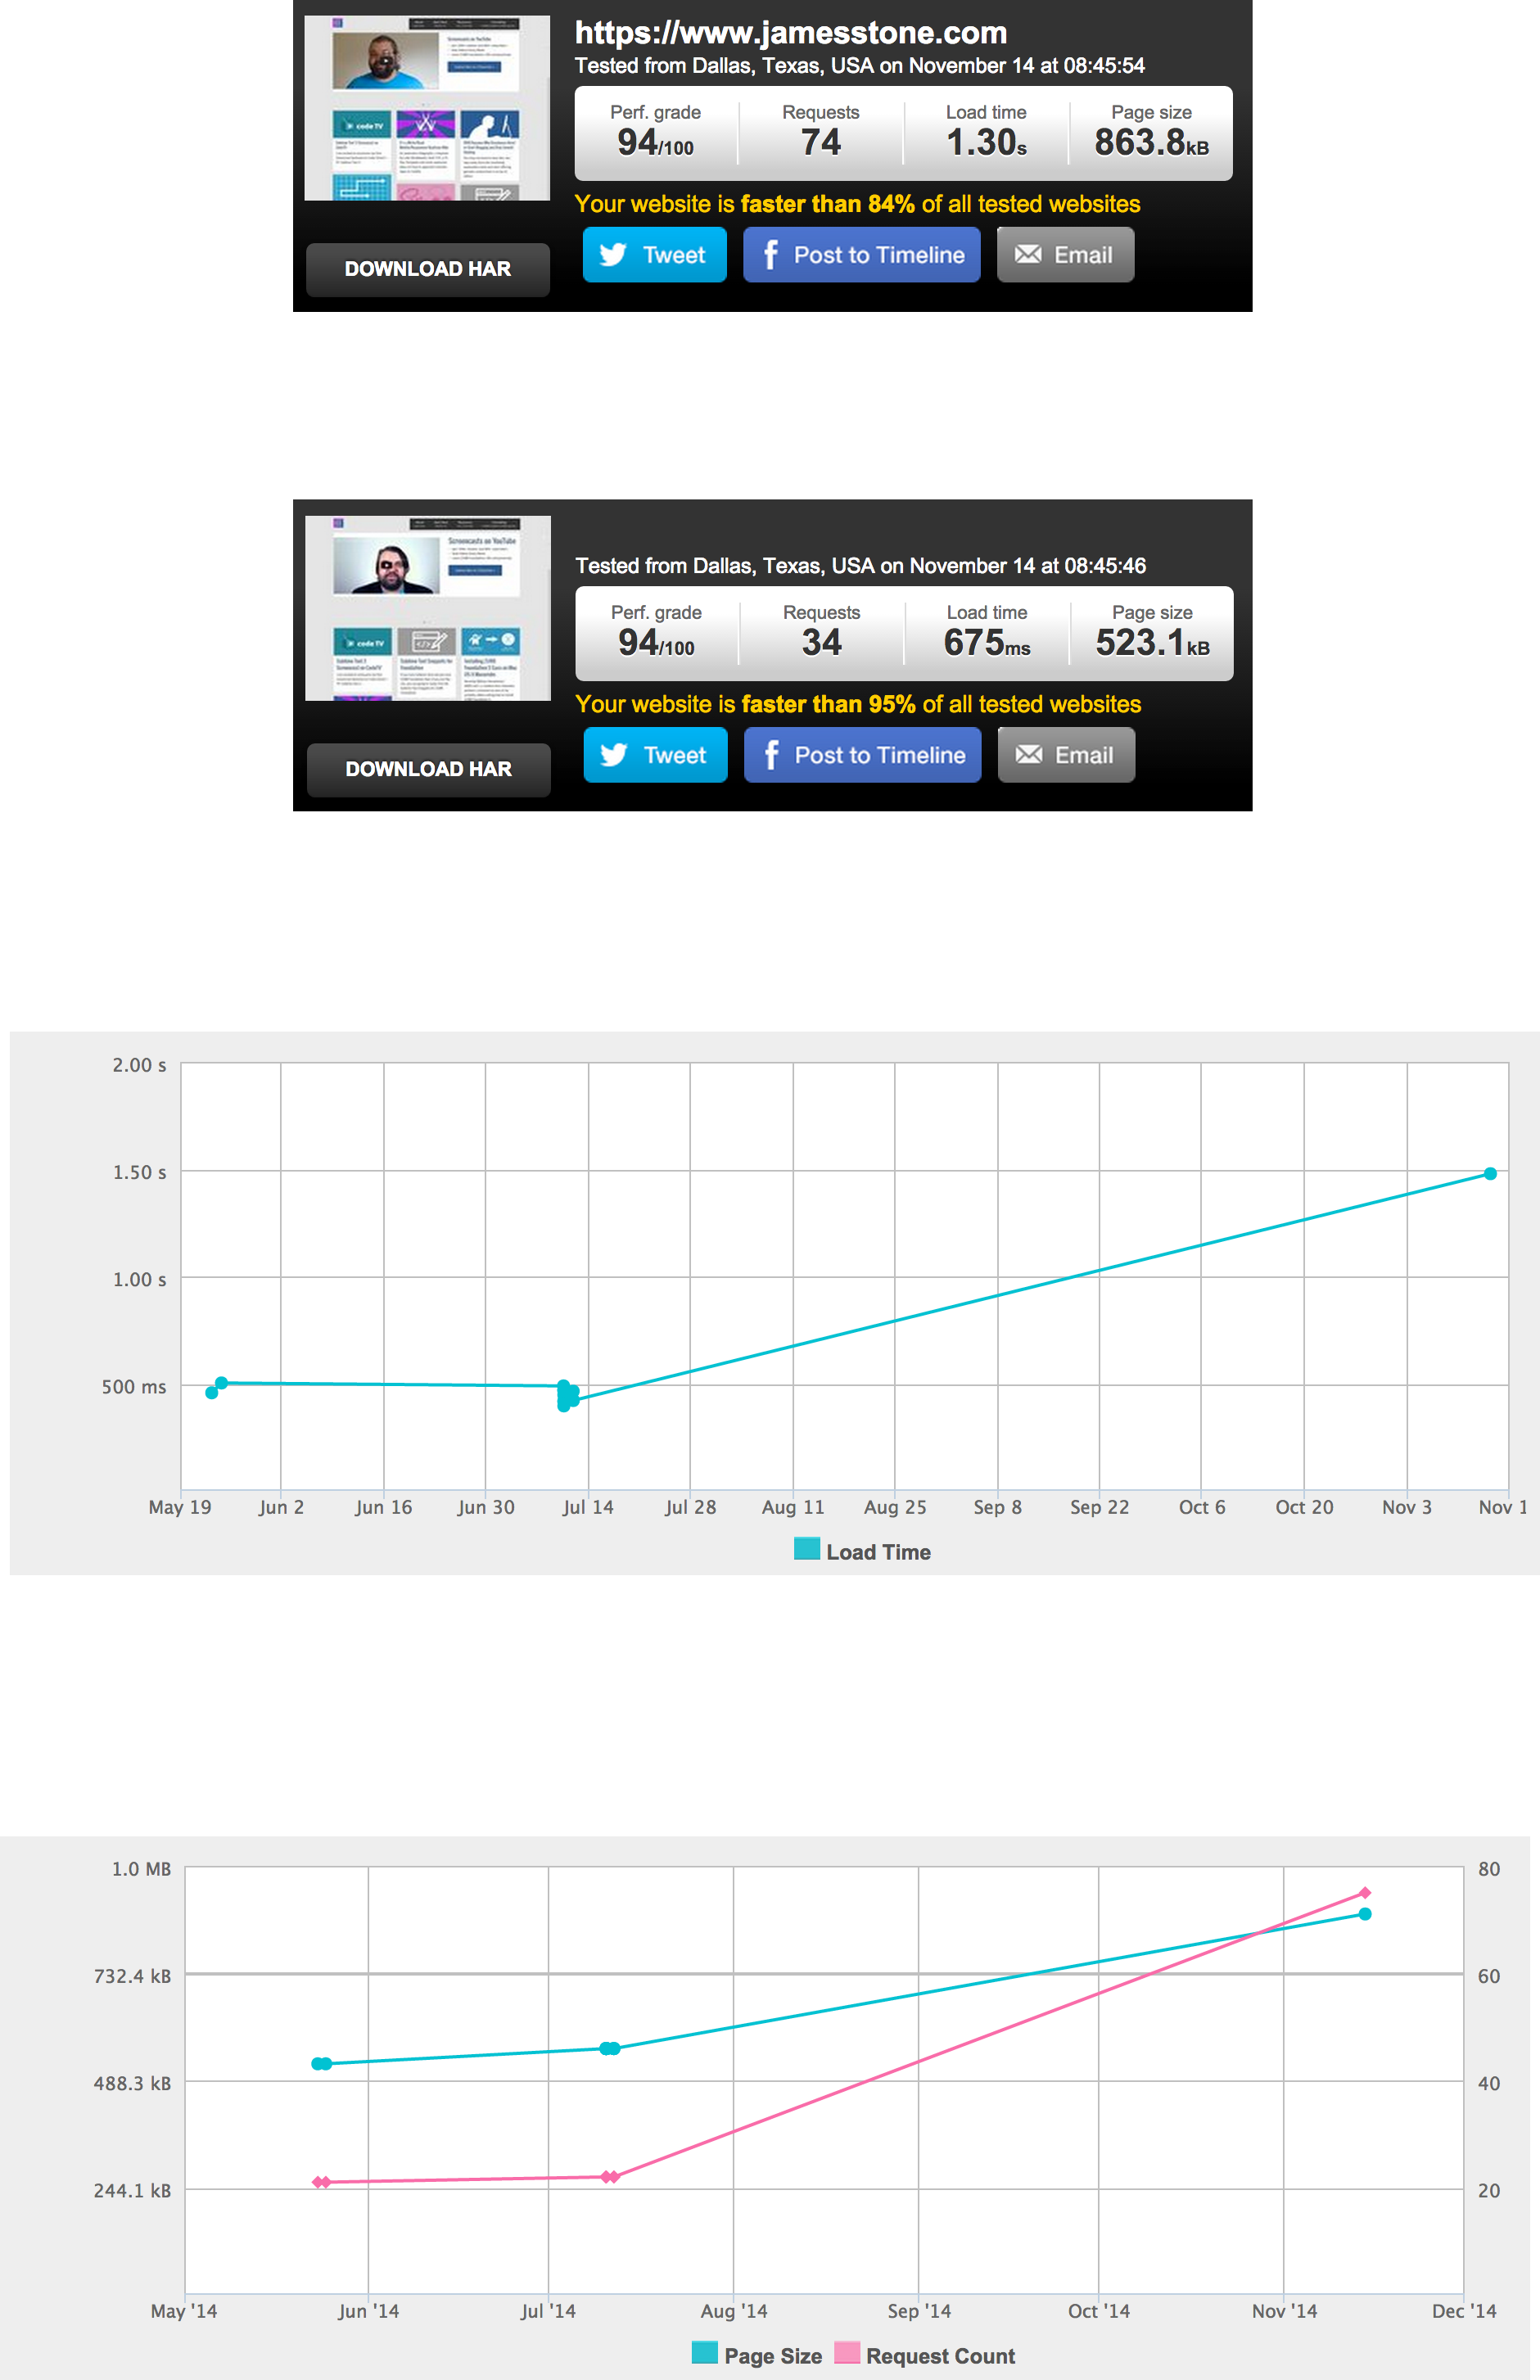 https://www.jamesstone.com
Tested from Dallas, Texas, USA on November 14 at 08:45:54
Perf. grade Requests Load time Page size
94/100 74 1.30s 863.8kB
Your website is faster than 84% of all tested websites
Tweet Post to Timeline Email
DOWNLOAD HAR
code TV
Screencasts on YouTube
Tested from Dallas, Texas, USA on November 14 at 08:45:46
Perf. grade Requests Load time Page size
94/100 34 675ms 523.1kB
Your website is faster than 95% of all tested websites
Tweet Post to Timeline Email
DOWNLOAD HAR
code TV
2.00 s
1.50 s
1.00 s
500 ms
May 19 Jun 2 Jun 16 Jun 30 Jul 14 Jul 28 Aug 11 Aug 25 Sep 8 Sep 22 Oct 6 Oct 20 Nov 3 Nov 1
Load Time
1.0 MB 80
732.4 kB 60
488.3 kB 40
244.1 kB 20
May '14 Jun '14 Jul '14 Aug '14 Sep '14 Oct '14 Nov '14 Dec '14
Page Size Request Count